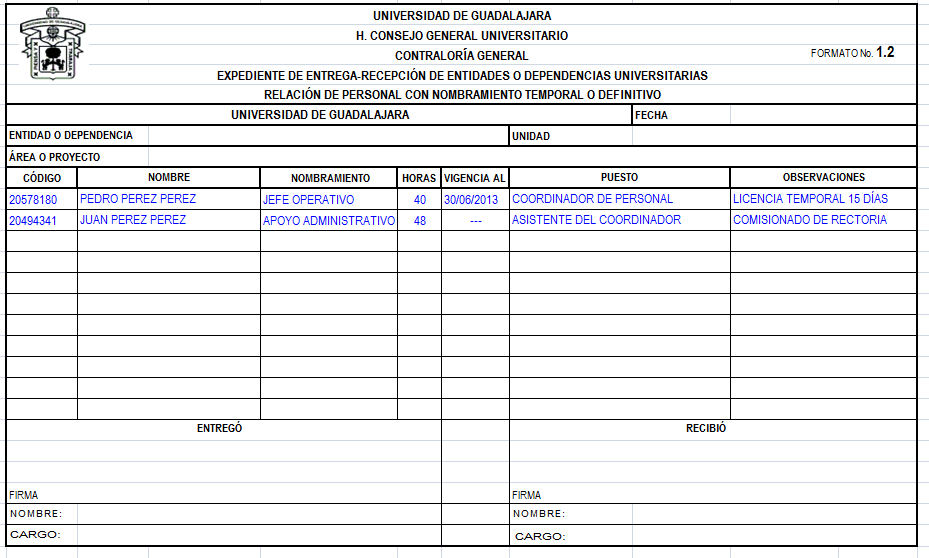 UNIVERSIDAD DE GUADALAJARA
H. CONSEJO GENERAL UNIVERSITARIO
CONTRALORÍA GENERAL
FORMATO No. 1.2
EXPEDIENTE DE ENTREGA-RECEPCIÓN DE ENTIDADES O DEPENDENCIAS UNIVERSITARIAS
RELACIÓN DE PERSONAL CON NOMBRAMIENTO TEMPORAL O DEFINITIVO
UNIVERSIDAD DE GUADALAJARA FECHA
ENTIDAD O DEPENDENCIA UNIDAD
ÁREA O PROYECTO
CÓDIGO NOMBRE NOMBRAMIENTO HORAS VIGENCIA AL PUESTO OBSERVACIONES
20578180 PEDRO PEREZ PEREZ JEFE OPERATIVO 40 30/06/2013 COORDINADOR DE PERSONAL LICENCIA TEMPORAL 15 DÍAS
20494341 JUAN PEREZ PEREZ APOYO ADMINISTRATIVO 48 --- ASISTENTE DEL COORDINADOR COMISIONADO DE RECTORIA
ENTREGÓ RECIBIÓ
FIRMA FIRMA
NOMBRE: NOMBRE:
CARGO: CARGO: